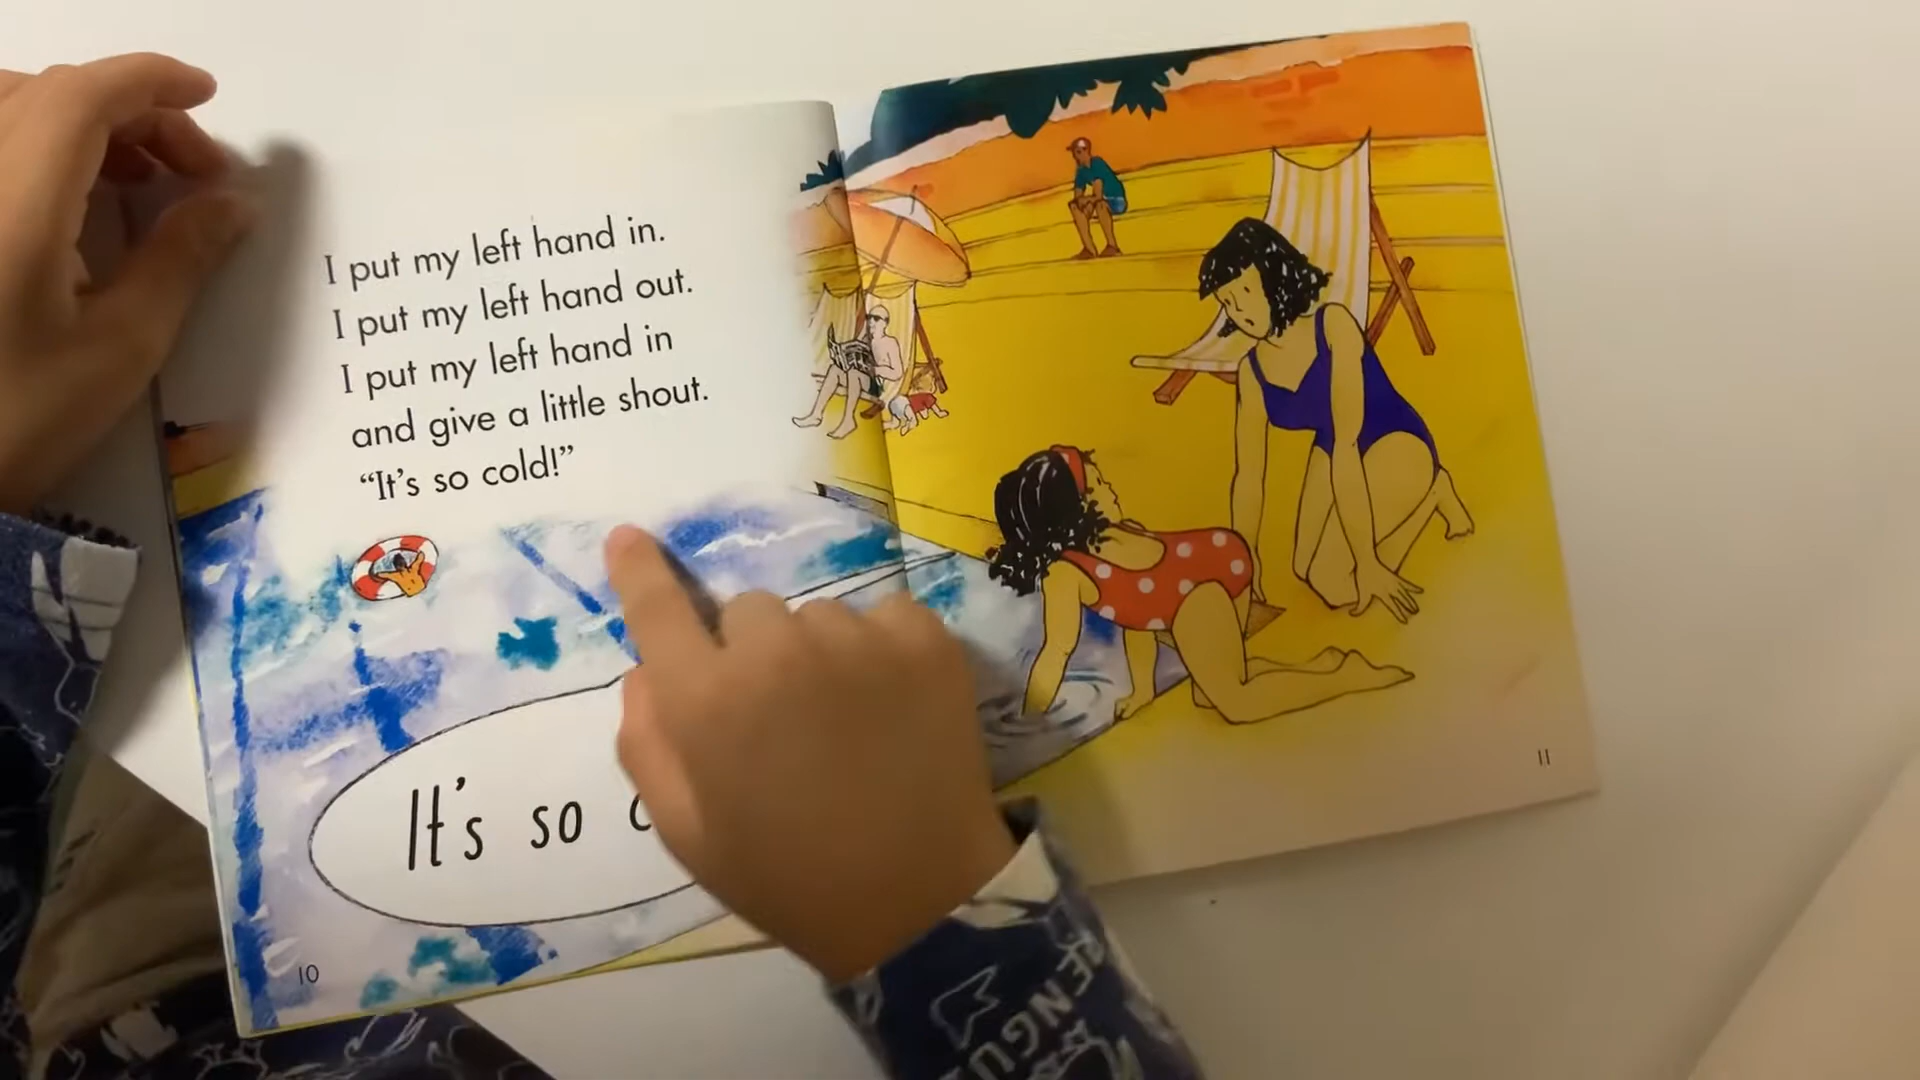 I put my left hand in.
I put my left hand out.
I put my left hand in
and give a little shout.
“It’s so cold!”
It’s so
10
11